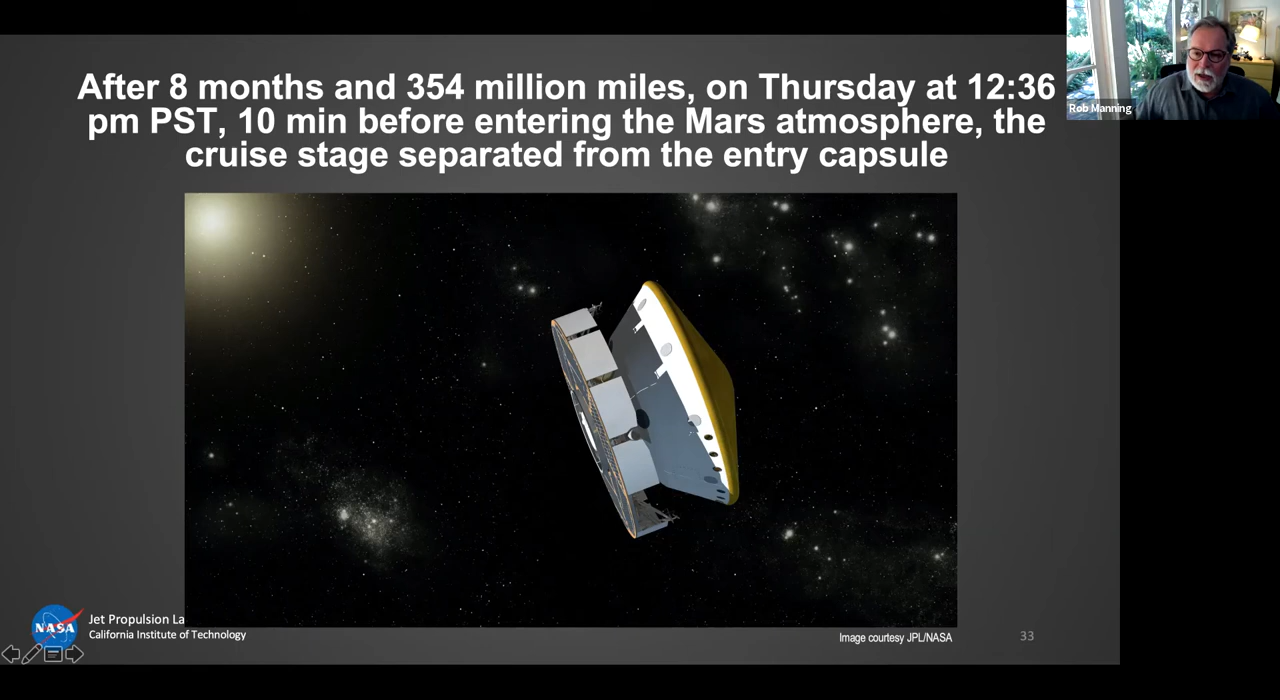 After 8 months and 354 million miles, on Thursday at 12:36
pm PST, 10 min before entering the Mars atmosphere, the
cruise stage separated from the entry capsule
Rob Manning
NASA
Jet Propulsion La
California Institute of Technology
Image courtesy JPL/NASA
33